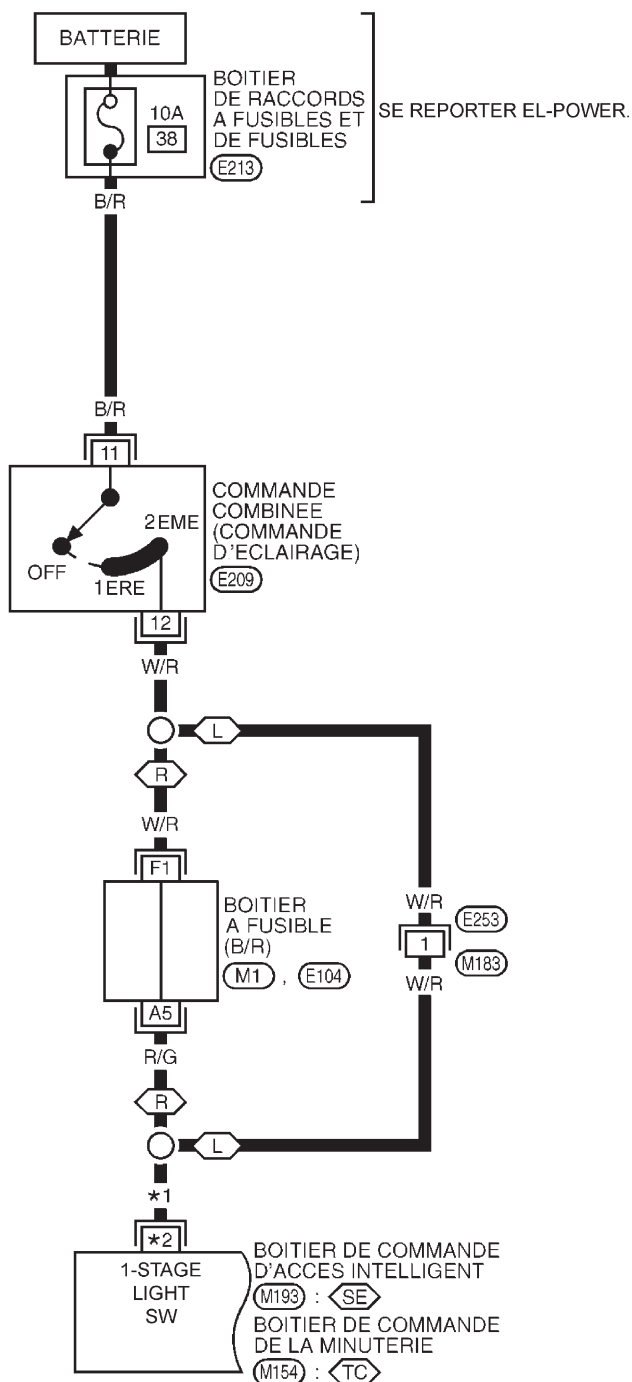 BATTERIE
10A
38
BOITIER
DE RACCORDS
A FUSIBLES ET
DE FUSIBLES
E213
SE REPORTER EL-POWER.
B/R
B/R
11
OFF
1ERE
2EME
COMMANDE
COMBINEE
(COMMANDE
D'ECLAIRAGE)
E209
12
W/R
L
R
W/R
F1
BOITIER
A FUSIBLE
(B/R)
M1 , E104
W/R
E253
1
M183
W/R
A5
R/G
R
L
*1
*2
1-STAGE
LIGHT
SW
BOITIER DE COMMANDE
D'ACCES INTELLIGENT
M193 : SE
BOITIER DE COMMANDE
DE LA MINUTERIE
M154 : TC